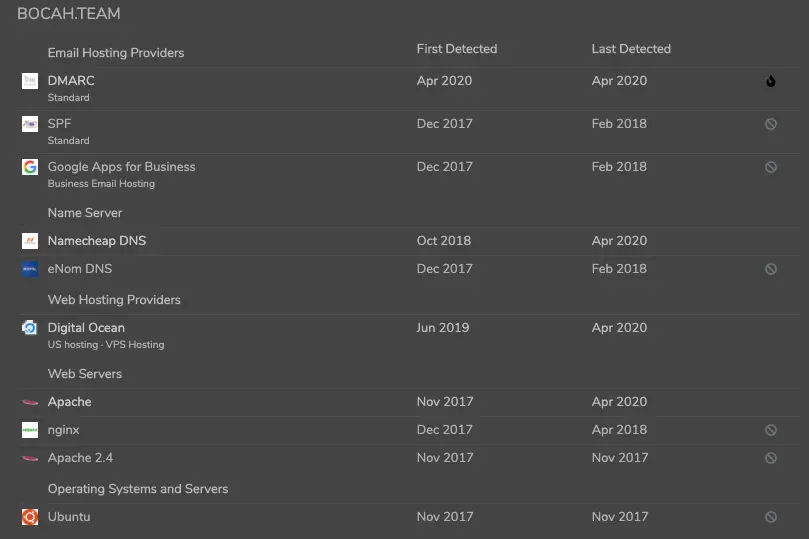 BOCAH.TEAM
Email Hosting Providers First Detected Last Detected
DMARC Apr 2020 Apr 2020
Standard
SPF Dec 2017 Feb 2018
Standard
Google Apps for Business Dec 2017 Feb 2018
Business Email Hosting
Name Server
Namecheap DNS Oct 2018 Apr 2020
eNom DNS Dec 2017 Feb 2018
Web Hosting Providers
Digital Ocean Jun 2019 Apr 2020
US hosting · VPS Hosting
Web Servers
Apache Nov 2017 Apr 2020
nginx Dec 2017 Apr 2018
Apache 2.4 Nov 2017 Nov 2017
Operating Systems and Servers
Ubuntu Nov 2017 Nov 2017